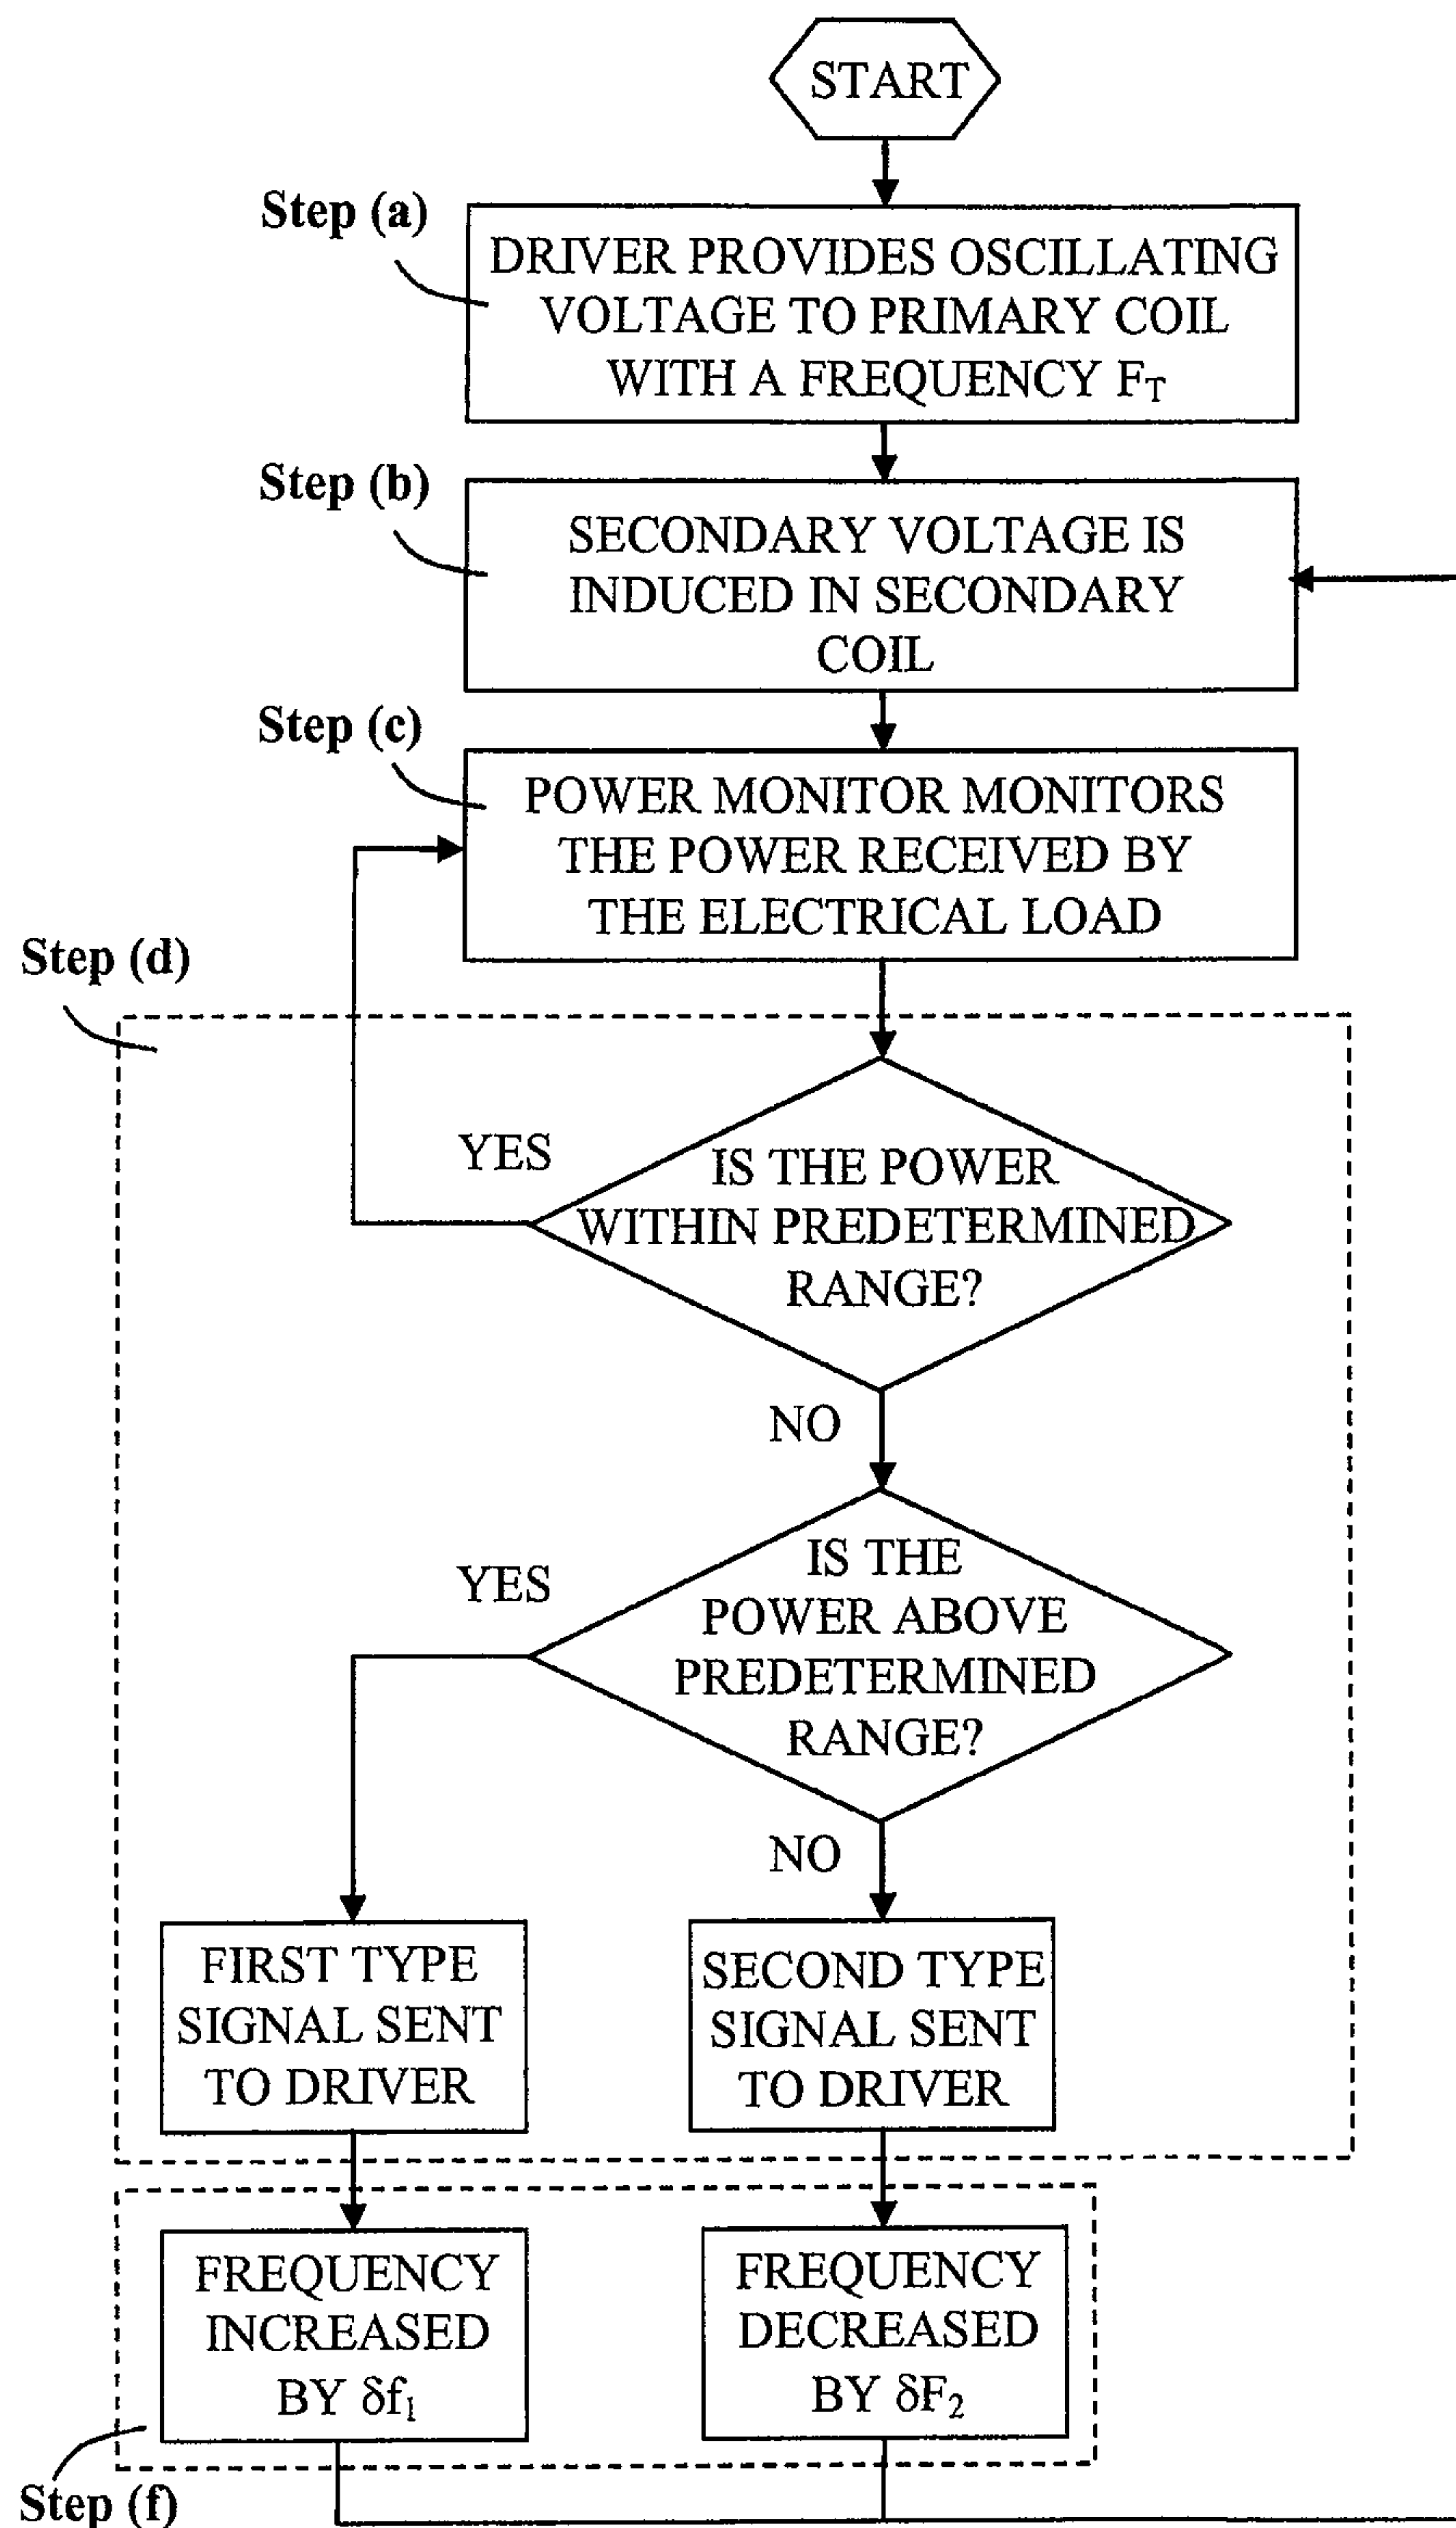 START
Step (a)
DRIVER PROVIDES OSCILLATING
VOLTAGE TO PRIMARY COIL
WITH A FREQUENCY F_T
Step (b)
SECONDARY VOLTAGE IS
INDUCED IN SECONDARY
COIL
Step (c)
POWER MONITOR MONITORS
THE POWER RECEIVED BY
THE ELECTRICAL LOAD
Step (d)
YES
IS THE POWER
WITHIN PREDETERMINED
RANGE?
NO
YES
IS THE
POWER ABOVE
PREDETERMINED
RANGE?
NO
FIRST TYPE
SIGNAL SENT
TO DRIVER
SECOND TYPE
SIGNAL SENT
TO DRIVER
FREQUENCY
INCREASED
BY δf₁
FREQUENCY
DECREASED
BY δF₂
Step (f)